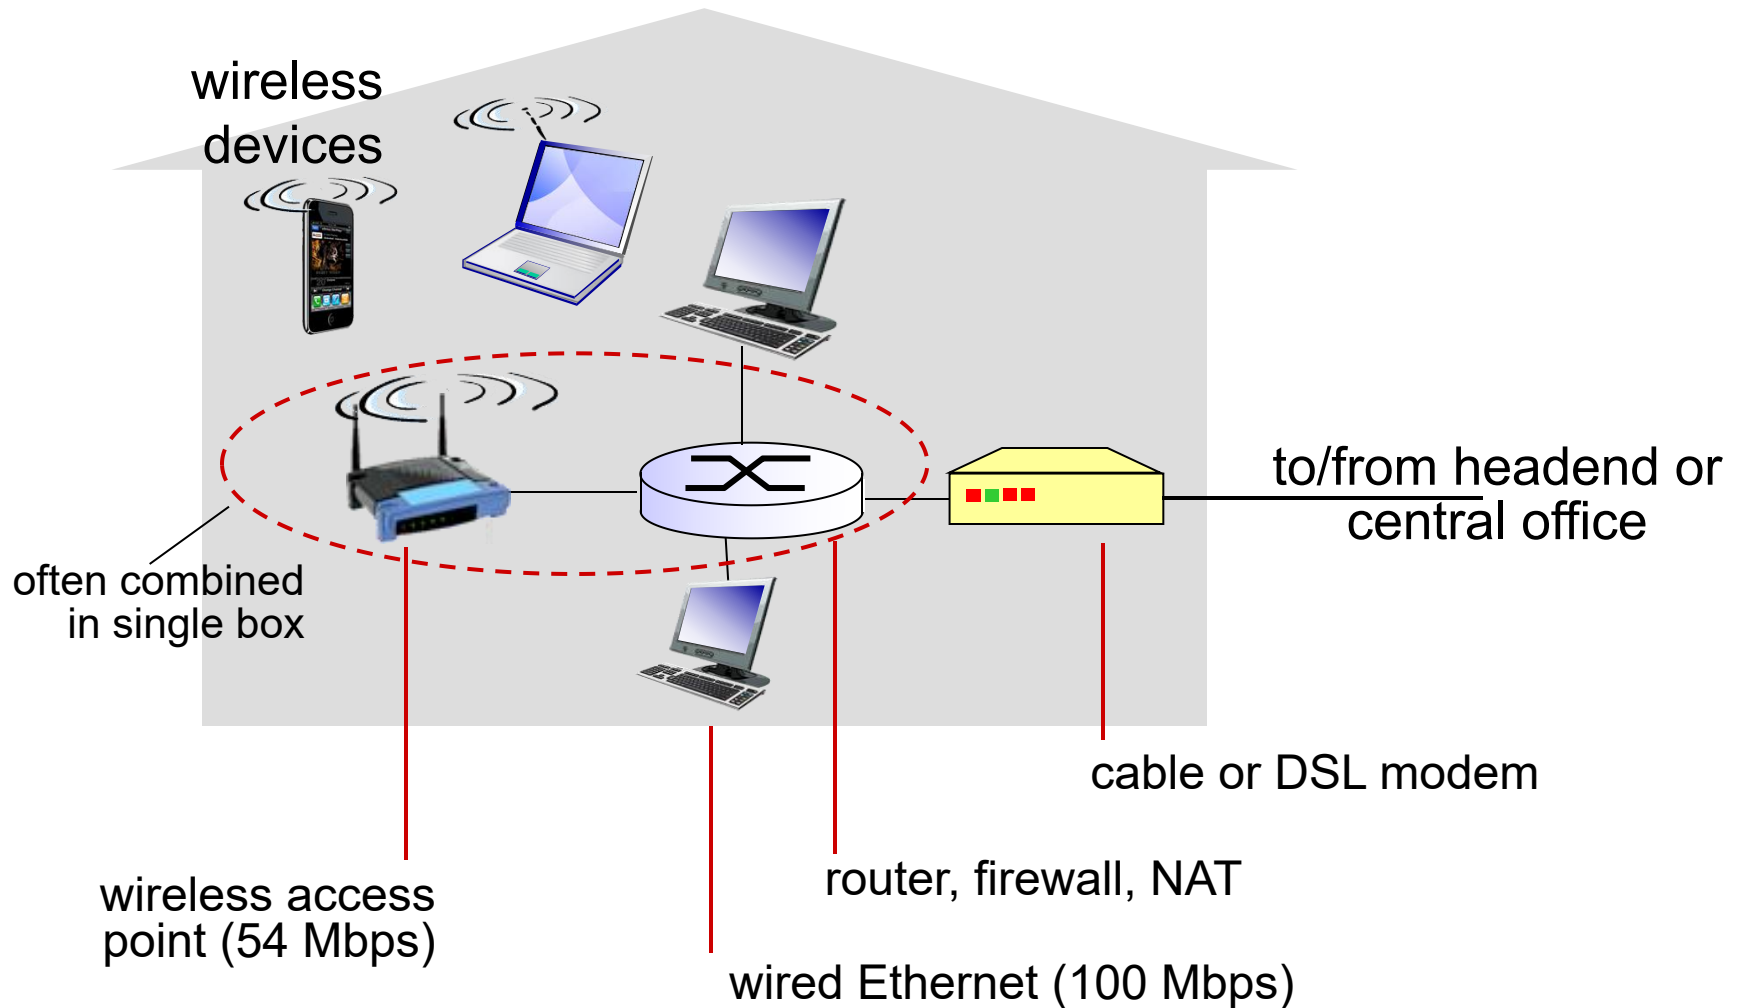 wireless
devices
to/from headend or
central office
often combined
in single box
cable or DSL modem
router, firewall, NAT
wireless access
point (54 Mbps)
wired Ethernet (100 Mbps)